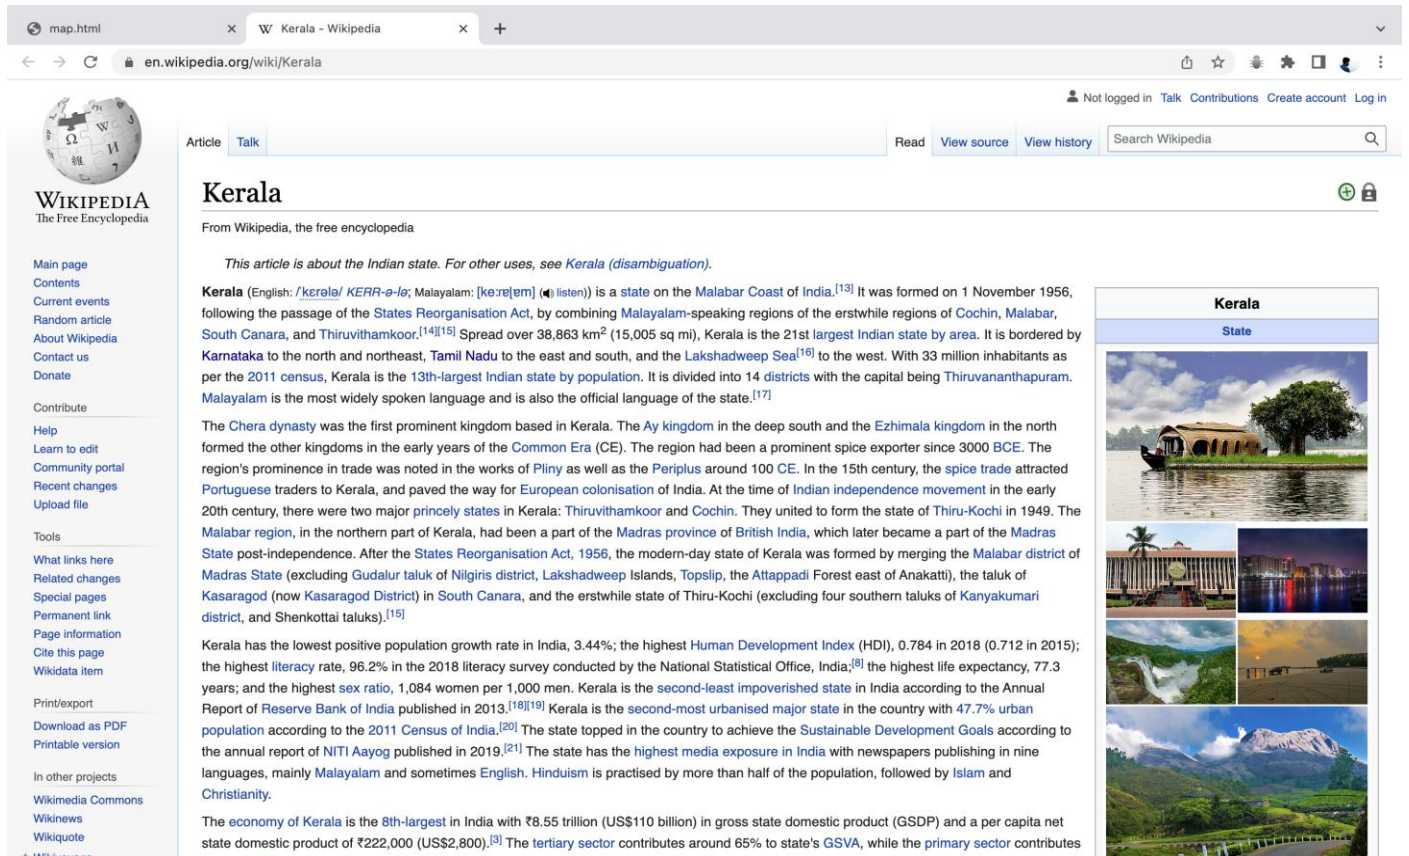 map.html
Kerala - Wikipedia
en.wikipedia.org/wiki/Kerala
Not logged in Talk Contributions Create account Log in
WIKIPEDIA
The Free Encyclopedia
Article Talk
Read View source View history
Search Wikipedia
Main page
Contents
Current events
Random article
About Wikipedia
Contact us
Donate
Contribute
Help
Learn to edit
Community portal
Recent changes
Upload file
Tools
What links here
Related changes
Special pages
Permanent link
Page information
Cite this page
Wikidata item
Print/export
Download as PDF
Printable version
In other projects
Wikimedia Commons
Wikinews
Wikiquote
Kerala
From Wikipedia, the free encyclopedia
This article is about the Indian state. For other uses, see Kerala (disambiguation).
Kerala (English: /ˈkɛrələ/ KERR-ə-lə; Malayalam: [keːɾɐɭɐm] (listen)) is a state on the Malabar Coast of India.[13] It was formed on 1 November 1956,
following the passage of the States Reorganisation Act, by combining Malayalam-speaking regions of the erstwhile regions of Cochin, Malabar,
South Canara, and Thiruvithamkoor.[14][15] Spread over 38,863 km² (15,005 sq mi), Kerala is the 21st largest Indian state by area. It is bordered by
Karnataka to the north and northeast, Tamil Nadu to the east and south, and the Lakshadweep Sea[16] to the west. With 33 million inhabitants as
per the 2011 census, Kerala is the 13th-largest Indian state by population. It is divided into 14 districts with the capital being Thiruvananthapuram.
Malayalam is the most widely spoken language and is also the official language of the state.[17]
The Chera dynasty was the first prominent kingdom based in Kerala. The Ay kingdom in the deep south and the Ezhimala kingdom in the north
formed the other kingdoms in the early years of the Common Era (CE). The region had been a prominent spice exporter since 3000 BCE. The
region's prominence in trade was noted in the works of Pliny as well as the Periplus around 100 CE. In the 15th century, the spice trade attracted
Portuguese traders to Kerala, and paved the way for European colonisation of India. At the time of Indian independence movement in the early
20th century, there were two major princely states in Kerala: Thiruvithamkoor and Cochin. They united to form the state of Thiru-Kochi in 1949. The
Malabar region, in the northern part of Kerala, had been a part of the Madras province of British India, which later became a part of the Madras
State post-independence. After the States Reorganisation Act, 1956, the modern-day state of Kerala was formed by merging the Malabar district of
Madras State (excluding Gudalur taluk of Nilgiris district, Lakshadweep Islands, Topslip, the Attappadi Forest east of Anakatti), the taluk of
Kasaragod (now Kasaragod District) in South Canara, and the erstwhile state of Thiru-Kochi (excluding four southern taluks of Kanyakumari
district, and Shenkottai taluks).[15]
Kerala has the lowest positive population growth rate in India, 3.44%; the highest Human Development Index (HDI), 0.784 in 2018 (0.712 in 2015);
the highest literacy rate, 96.2% in the 2018 literacy survey conducted by the National Statistical Office, India;[8] the highest life expectancy, 77.3
years; and the highest sex ratio, 1,084 women per 1,000 men. Kerala is the second-least impoverished state in India according to the Annual
Report of Reserve Bank of India published in 2013.[18][19] Kerala is the second-most urbanised major state in the country with 47.7% urban
population according to the 2011 Census of India.[20] The state topped in the country to achieve the Sustainable Development Goals according to
the annual report of NITI Aayog published in 2019.[21] The state has the highest media exposure in India with newspapers publishing in nine
languages, mainly Malayalam and sometimes English. Hinduism is practised by more than half of the population, followed by Islam and
Christianity.
The economy of Kerala is the 8th-largest in India with ₹8.55 trillion (US$110 billion) in gross state domestic product (GSDP) and a per capita net
state domestic product of ₹222,000 (US$2,800).[3] The tertiary sector contributes around 65% to state's GSVA, while the primary sector contributes
Kerala
State